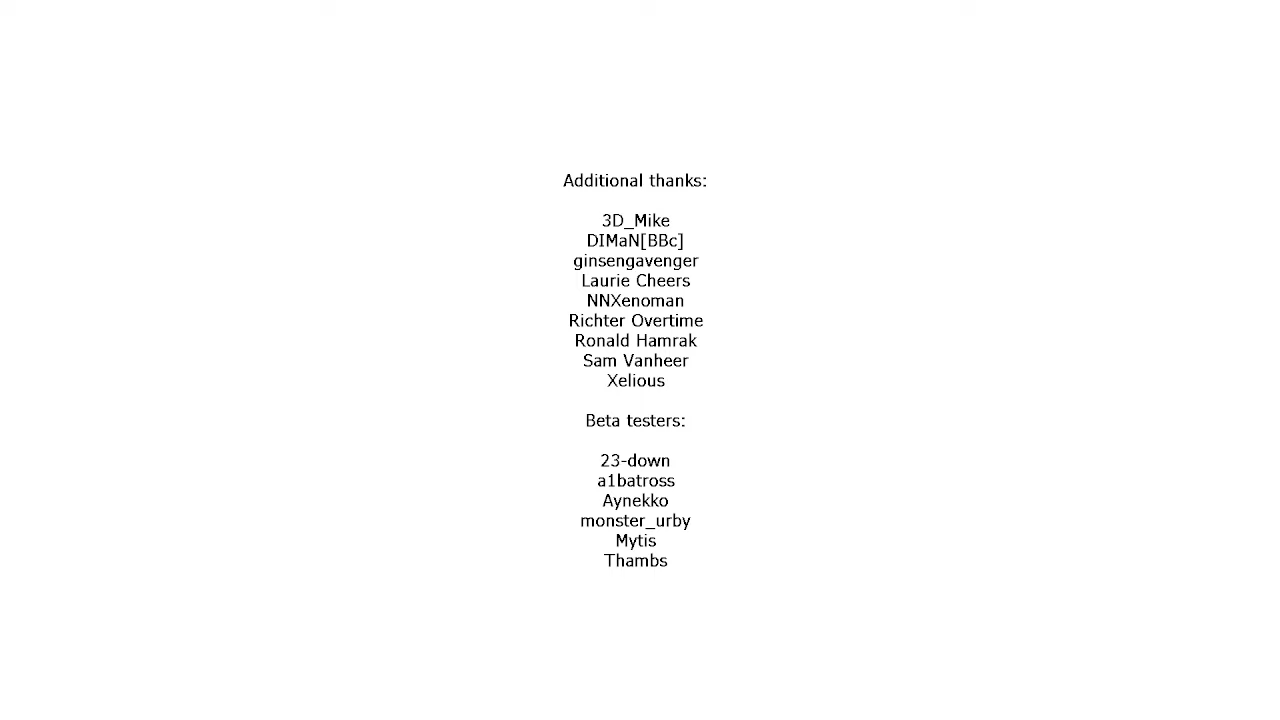 Additional thanks:
3D_Mike
DIMaN[BBc]
ginsengavenger
Laurie Cheers
NNXenoman
Richter Overtime
Ronald Hamrak
Sam Vanheer
Xelious
Beta testers:
23-down
a1batross
Aynekko
monster_urby
Mytis
Thambs